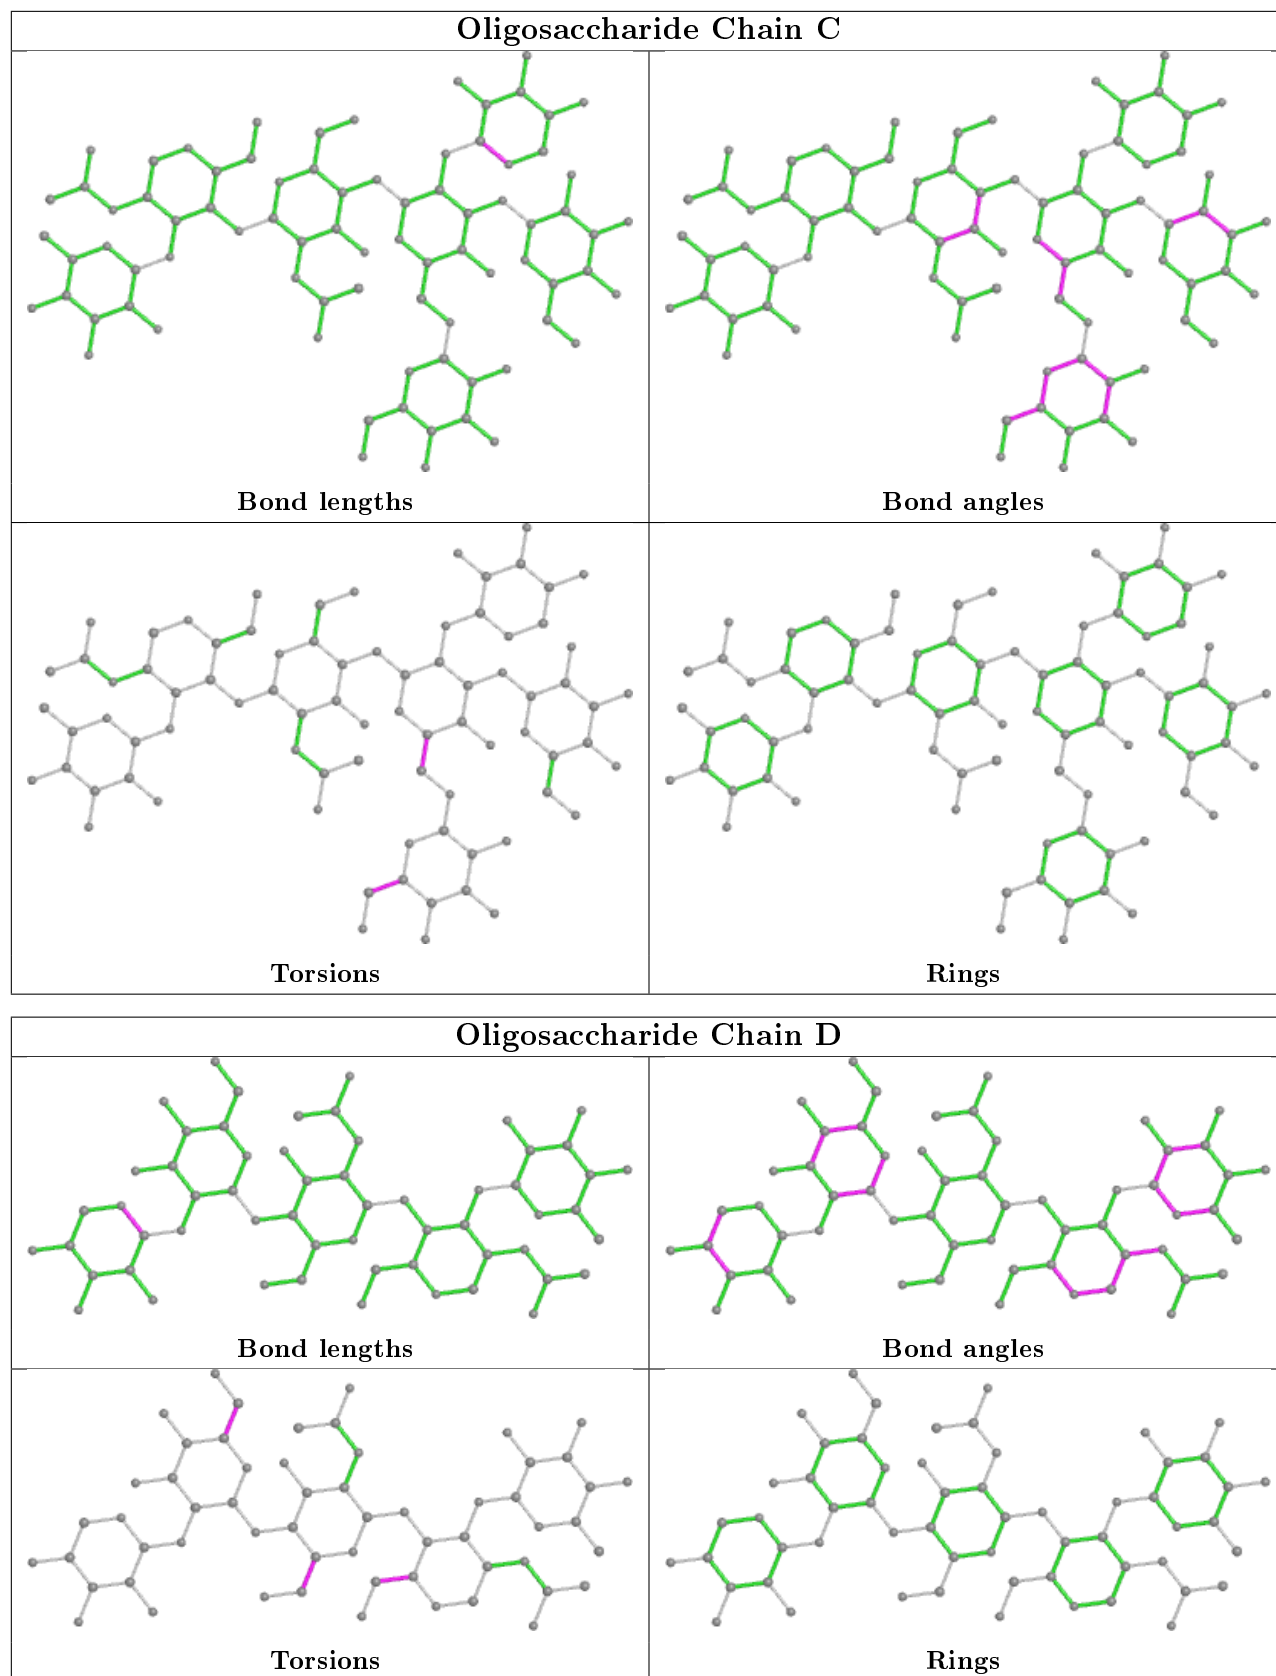 Oligosaccharide Chain C
Bond lengths
Bond angles
Torsions
Rings
Oligosaccharide Chain D
Bond lengths
Bond angles
Torsions
Rings